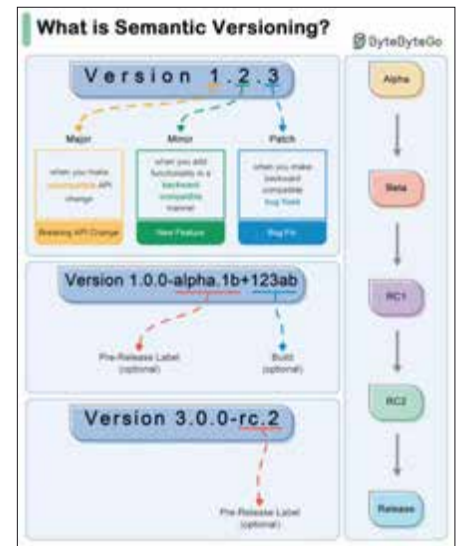 What is Semantic Versioning?
ByteByteGo
Version 1.2.3
Major
Minor
Patch
when you make
incompatible API
change
Breaking API Change
when you add
functionality in a
backward
compatible
manner
New Feature
when you make
backward
compatible
bug fixes
Bug Fix
Version 1.0.0-alpha.1b+123ab
Pre-Release Label
(optional)
Build
(optional)
Version 3.0.0-rc.2
Pre-Release Label
(optional)
Alpha
Beta
RC1
RC2
Release